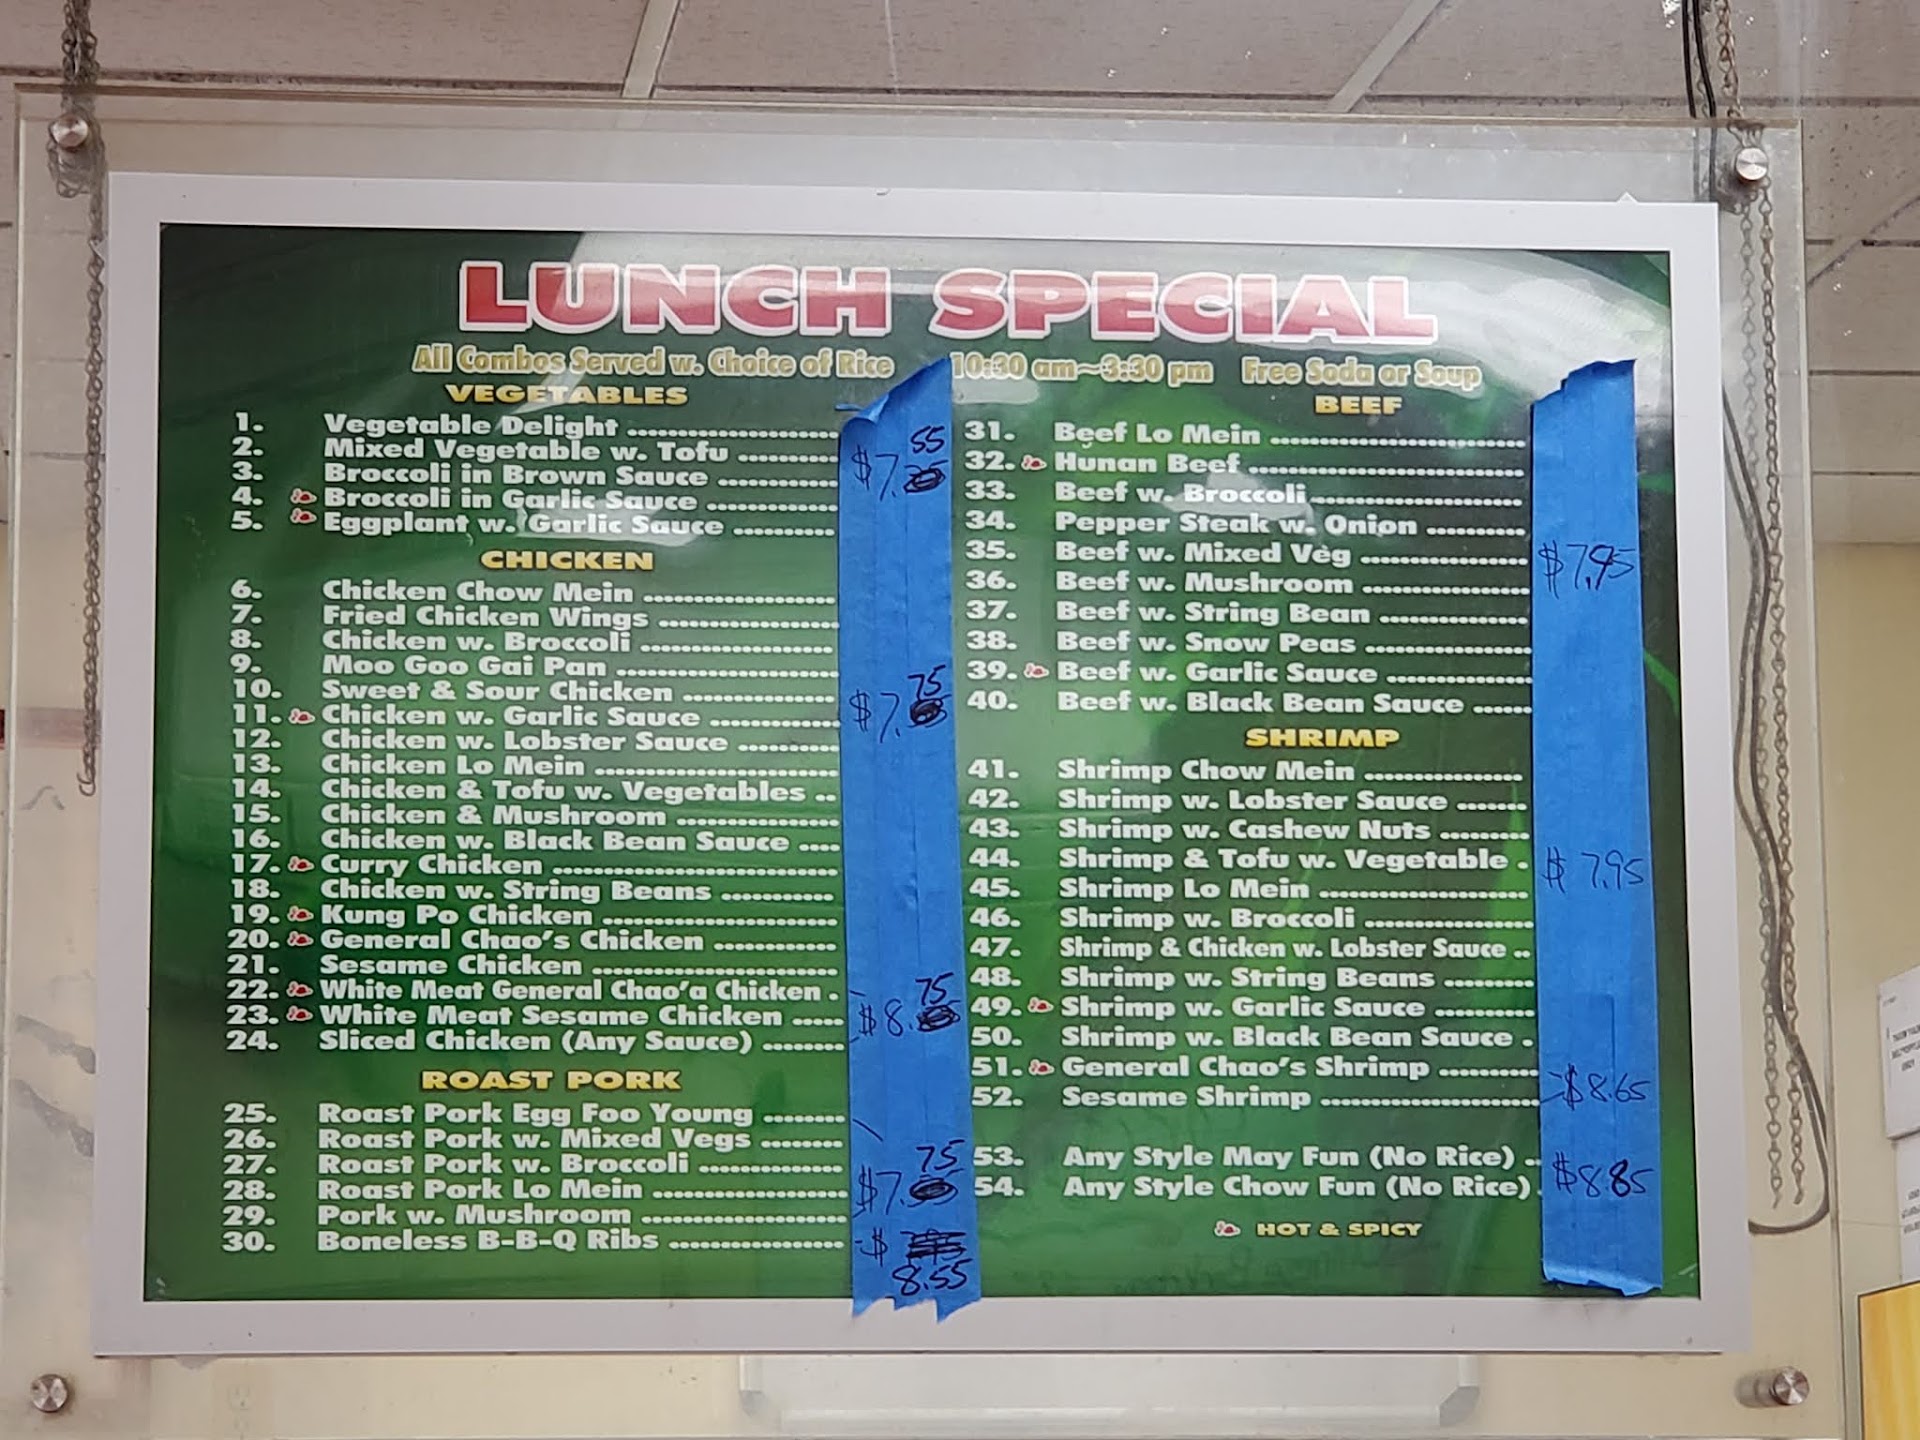 LUNCH SPECIAL
All Combos Served w. Choice of Rice 10:30 am~3:30 pm Free Soda or Soup
VEGETABLES
1. Vegetable Delight
2. Mixed Vegetable w. Tofu
3. Broccoli in Brown Sauce
4. Broccoli in Garlic Sauce
5. Eggplant w. Garlic Sauce
$7.55
CHICKEN
6. Chicken Chow Mein
7. Fried Chicken Wings
8. Chicken w. Broccoli
9. Moo Goo Gai Pan
10. Sweet & Sour Chicken
11. Chicken w. Garlic Sauce
12. Chicken w. Lobster Sauce
13. Chicken Lo Mein
14. Chicken & Tofu w. Vegetables
15. Chicken & Mushroom
16. Chicken w. Black Bean Sauce
17. Curry Chicken
18. Chicken w. String Beans
19. Kung Po Chicken
20. General Chao's Chicken
21. Sesame Chicken
$7.75
22. White Meat General Chao'a Chicken
23. White Meat Sesame Chicken
24. Sliced Chicken (Any Sauce)
$8.75
ROAST PORK
25. Roast Pork Egg Foo Young
26. Roast Pork w. Mixed Vegs
27. Roast Pork w. Broccoli
28. Roast Pork Lo Mein
29. Pork w. Mushroom
$7.75
30. Boneless B-B-Q Ribs
$8.55
BEEF
31. Beef Lo Mein
32. Hunan Beef
33. Beef w. Broccoli
34. Pepper Steak w. Onion
35. Beef w. Mixed Veg
36. Beef w. Mushroom
37. Beef w. String Bean
38. Beef w. Snow Peas
39. Beef w. Garlic Sauce
40. Beef w. Black Bean Sauce
$7.95
SHRIMP
41. Shrimp Chow Mein
42. Shrimp w. Lobster Sauce
43. Shrimp w. Cashew Nuts
44. Shrimp & Tofu w. Vegetable
45. Shrimp Lo Mein
46. Shrimp w. Broccoli
47. Shrimp & Chicken w. Lobster Sauce
48. Shrimp w. String Beans
49. Shrimp w. Garlic Sauce
50. Shrimp w. Black Bean Sauce
$7.95
51. General Chao's Shrimp
52. Sesame Shrimp
$8.65
53. Any Style May Fun (No Rice)
54. Any Style Chow Fun (No Rice)
$8.85
HOT & SPICY